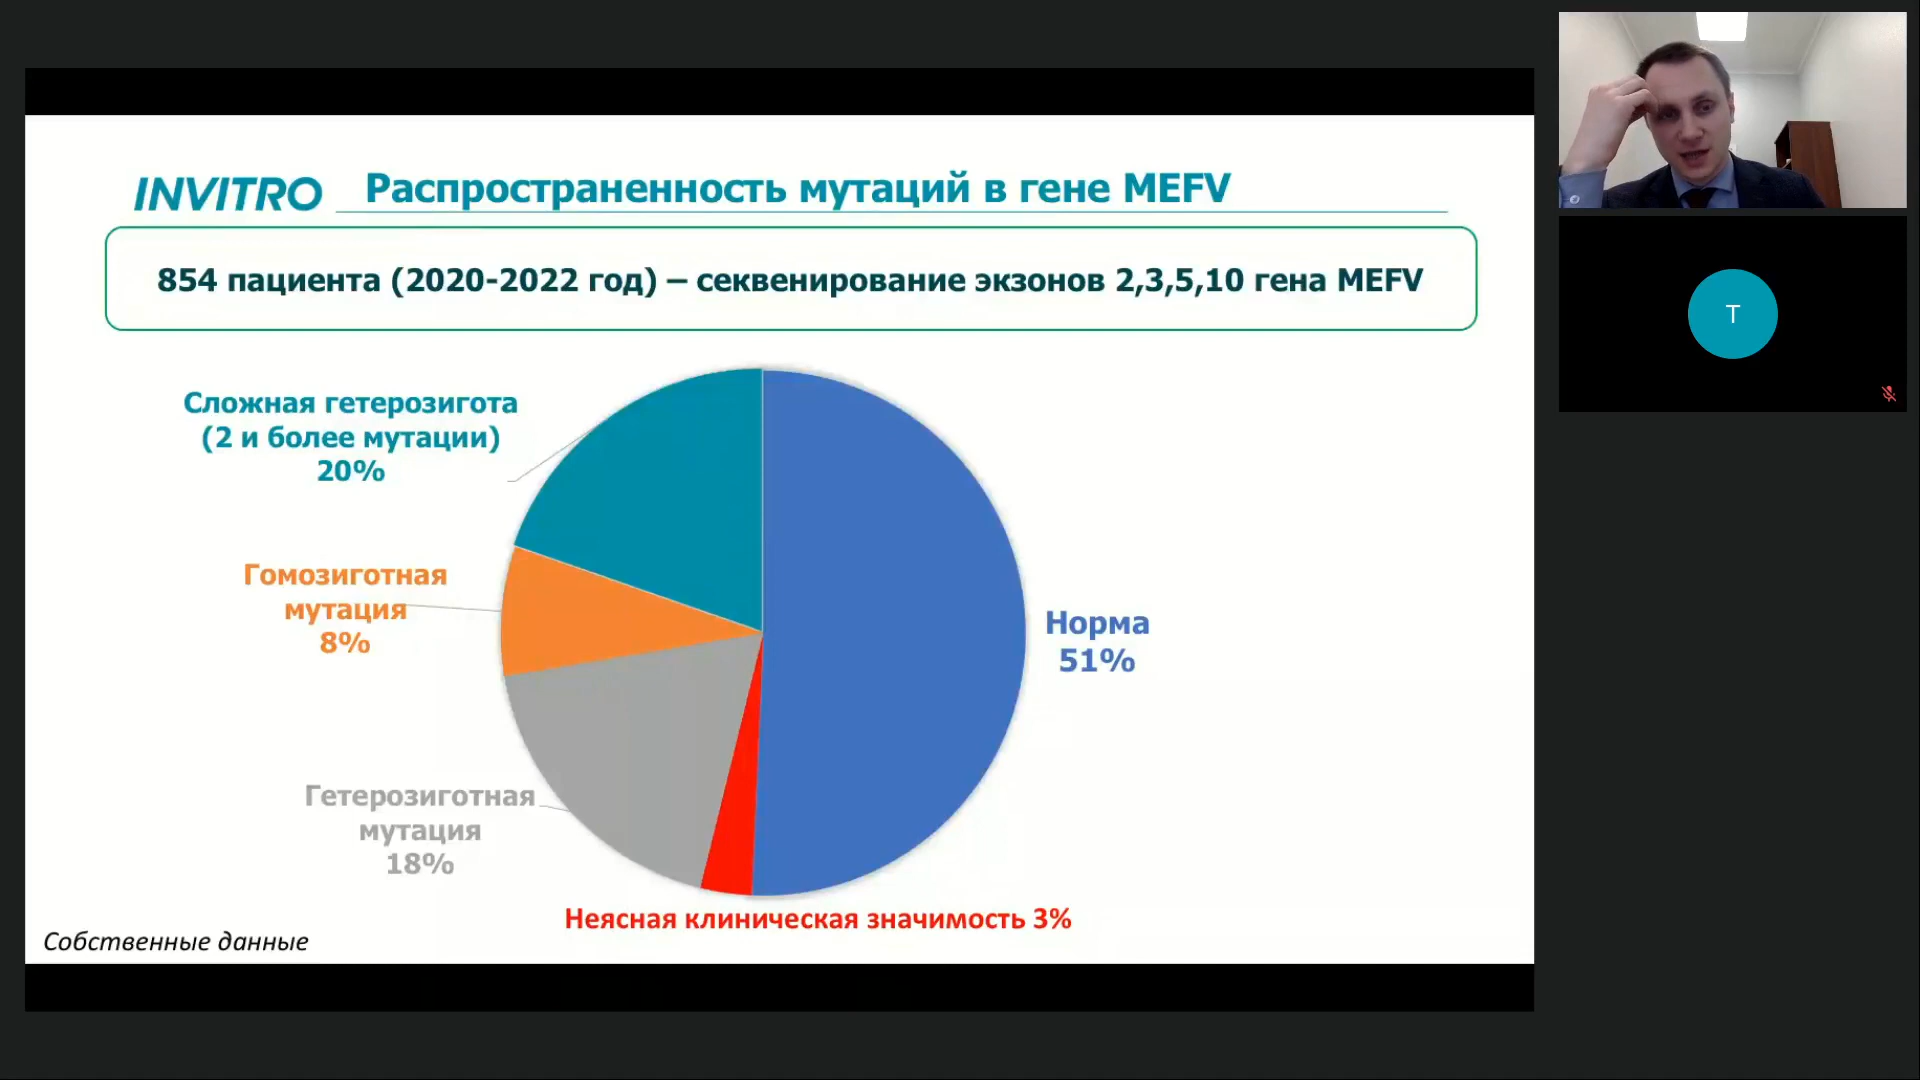 INVITRO
Распространенность мутаций в гене MEFV
854 пациента (2020-2022 год) – секвенирование экзонов 2,3,5,10 гена MEFV
Сложная гетерозигота
(2 и более мутации)
20%
Гомозиготная
мутация
8%
Норма
51%
Гетерозиготная
мутация
18%
Неясная клиническая значимость 3%
Собственные данные
T